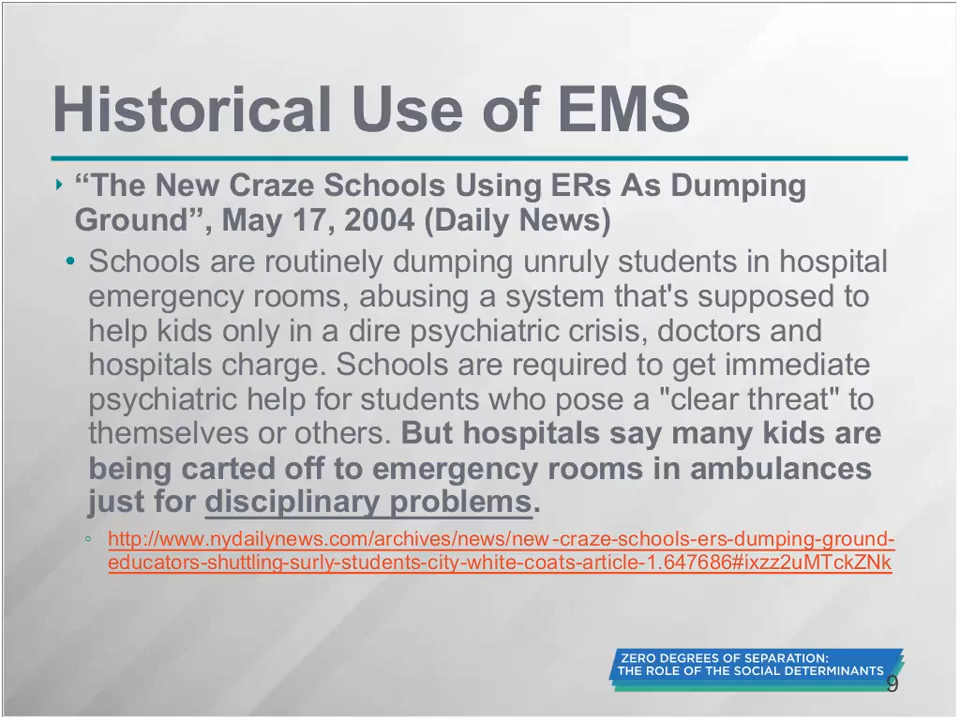 Historical Use of EMS
“The New Craze Schools Using ERs As Dumping
Ground”, May 17, 2004 (Daily News)
• Schools are routinely dumping unruly students in hospital
emergency rooms, abusing a system that's supposed to
help kids only in a dire psychiatric crisis, doctors and
hospitals charge. Schools are required to get immediate
psychiatric help for students who pose a "clear threat" to
themselves or others. But hospitals say many kids are
being carted off to emergency rooms in ambulances
just for disciplinary problems.
http://www.nydailynews.com/archives/news/new-craze-schools-ers-dumping-ground-
educators-shuttling-surly-students-city-white-coats-article-1.647686#ixzz2uMTckZNk
ZERO DEGREES OF SEPARATION:
THE ROLE OF THE SOCIAL DETERMINANTS
9